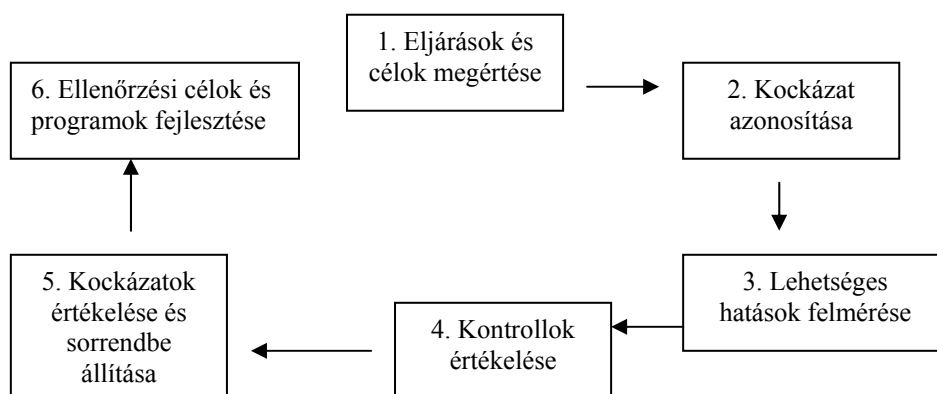 1. Eljárások és
célok megértése
2. Kockázat
azonosítása
3. Lehetséges
hatások felmérése
4. Kontrollok
értékelése
5. Kockázatok
értékelése és
sorrendbe
állítása
6. Ellenőrzési célok és
programok fejlesztése